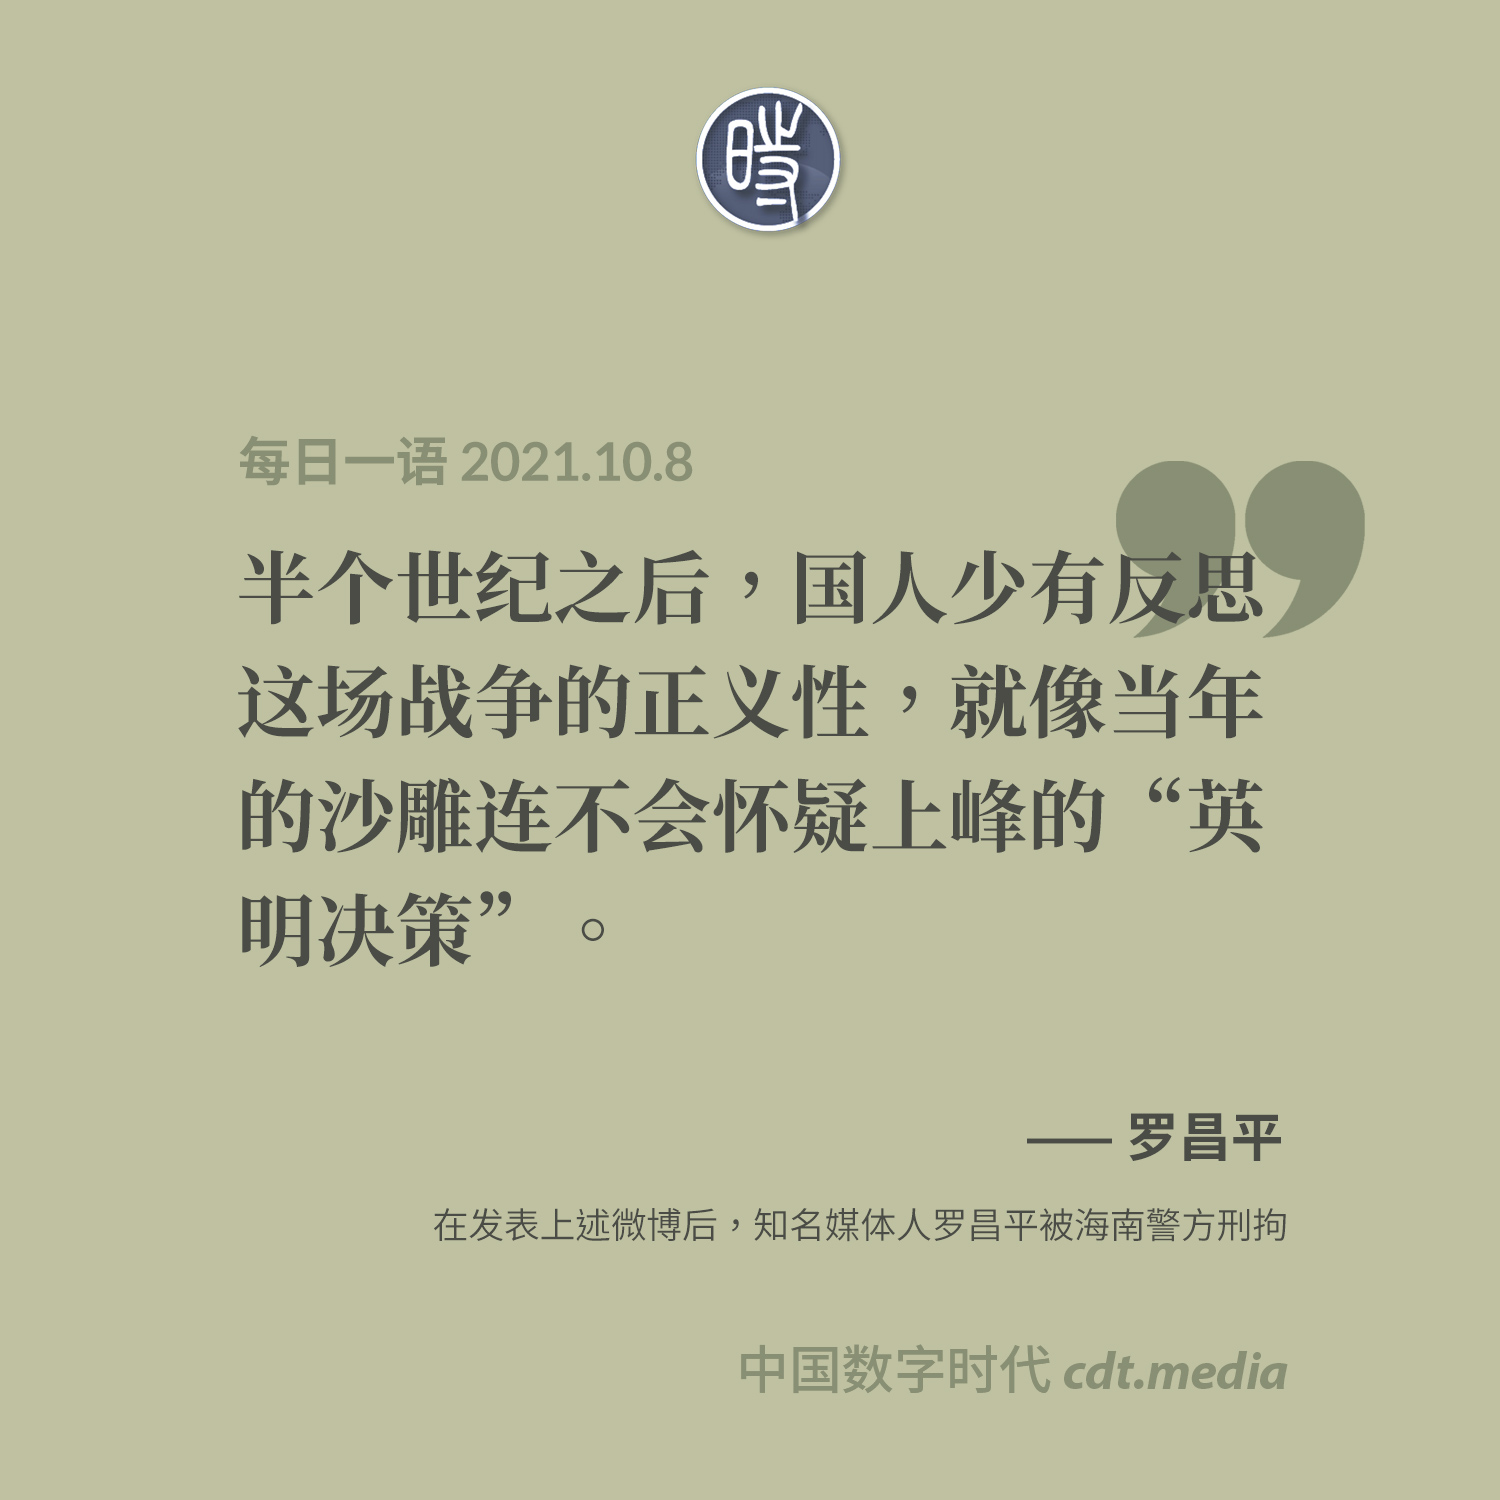 時
每日一语 2021.10.8
半个世纪之后，国人少有反思
这场战争的正义性，就像当年
的沙雕连不会怀疑上峰的“英
明决策”。
—— 罗昌平
在发表上述微博后，知名媒体人罗昌平被海南警方刑拘
中国数字时代 cdt.media